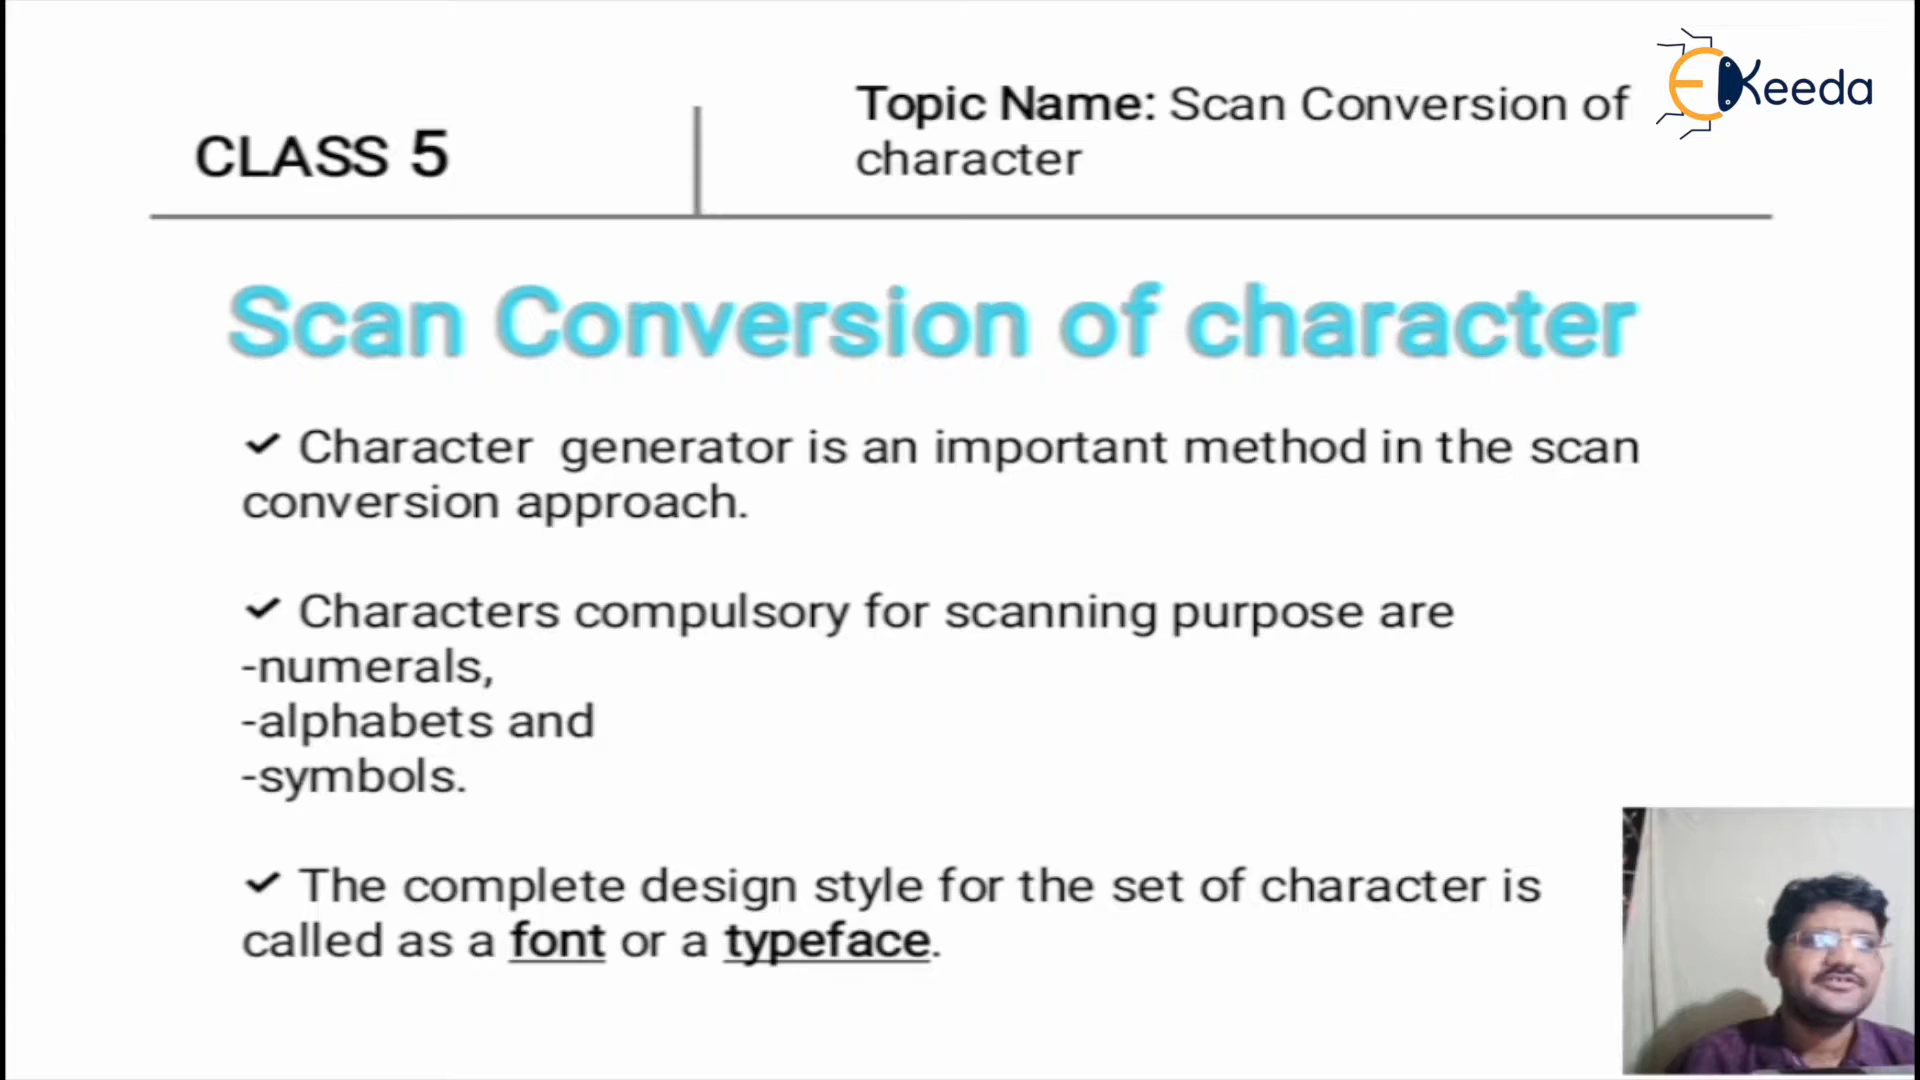 CLASS 5
Topic Name: Scan Conversion of
character
EKeeda
Scan Conversion of character
✓ Character generator is an important method in the scan
conversion approach.
✓ Characters compulsory for scanning purpose are
-numerals,
-alphabets and
-symbols.
✓ The complete design style for the set of character is
called as a font or a typeface.